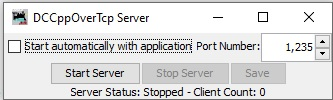 DCCppOverTcp Server
Start automatically with application Port Number: 1,235
Start Server Stop Server Save
Server Status: Stopped - Client Count: 0